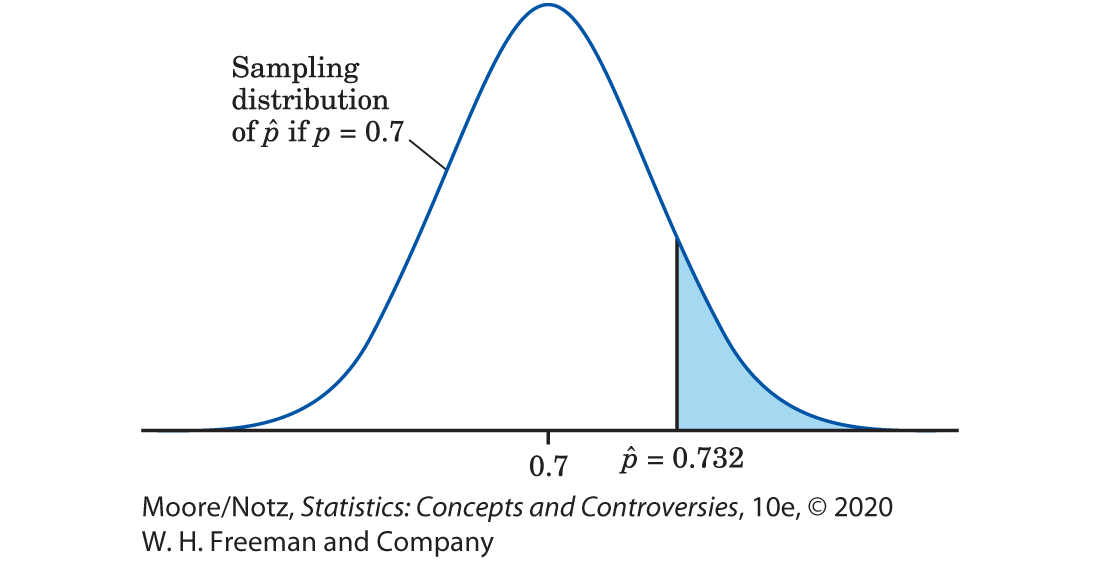 Sampling
distribution
of p̂ if p = 0.7
0.7
p̂ = 0.732
Moore/Notz, Statistics: Concepts and Controversies, 10e, © 2020
W. H. Freeman and Company